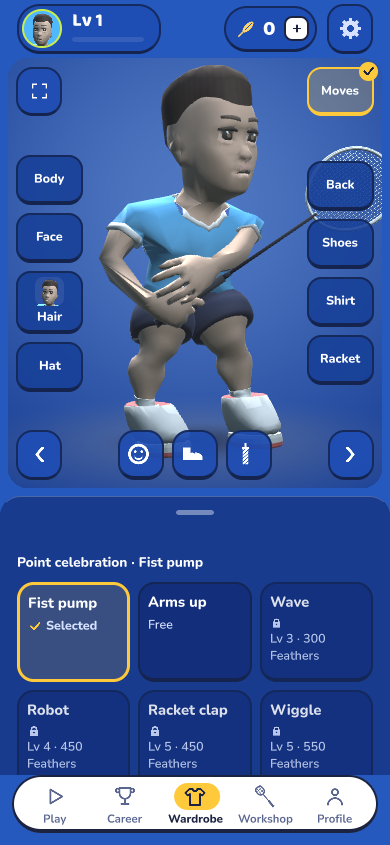 Lv 1
0
+
Moves
Body
Back
Face
Shoes
Hair
Shirt
Hat
Racket
Point celebration · Fist pump
Fist pump
Selected
Arms up
Free
Wave
Lv 3 · 300
Feathers
Robot
Lv 4 · 450
Feathers
Racket clap
Lv 5 · 450
Feathers
Wiggle
Lv 5 · 550
Feathers
Play
Career
Wardrobe
Workshop
Profile